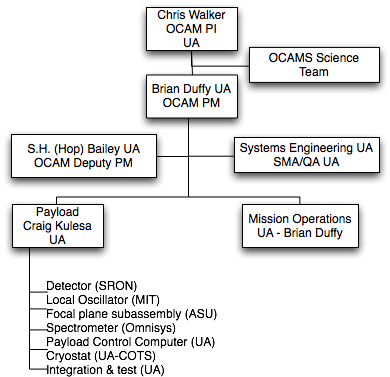 Chris Walker
OCAM PI
UA
OCAMS Science
Team
Brian Duffy UA
OCAM PM
S.H. (Hop) Bailey UA
OCAM Deputy PM
Systems Engineering UA
SMA/QA UA
Payload
Craig Kulesa
UA
Mission Operations
UA - Brian Duffy
Detector (SRON)
Local Oscillator (MIT)
Focal plane subassembly (ASU)
Spectrometer (Omnisys)
Payload Control Computer (UA)
Cryostat (UA-COTS)
Integration & test (UA)